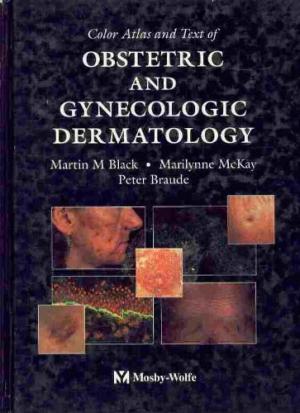 Color Atlas and Text of
OBSTETRIC
AND
GYNECOLOGIC
DERMATOLOGY
Martin M Black • Marilynne McKay
Peter Braude
M Mosby-Wolfe